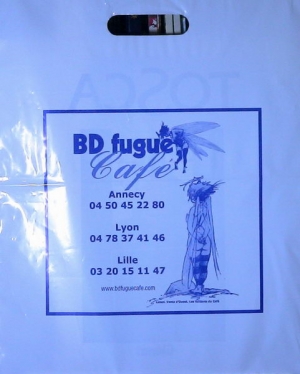 BD fugue
Café
Annecy
04 50 45 22 80
Lyon
04 78 37 41 46
Lille
03 20 15 11 47
www.bdfuguecafe.com
TOSCA